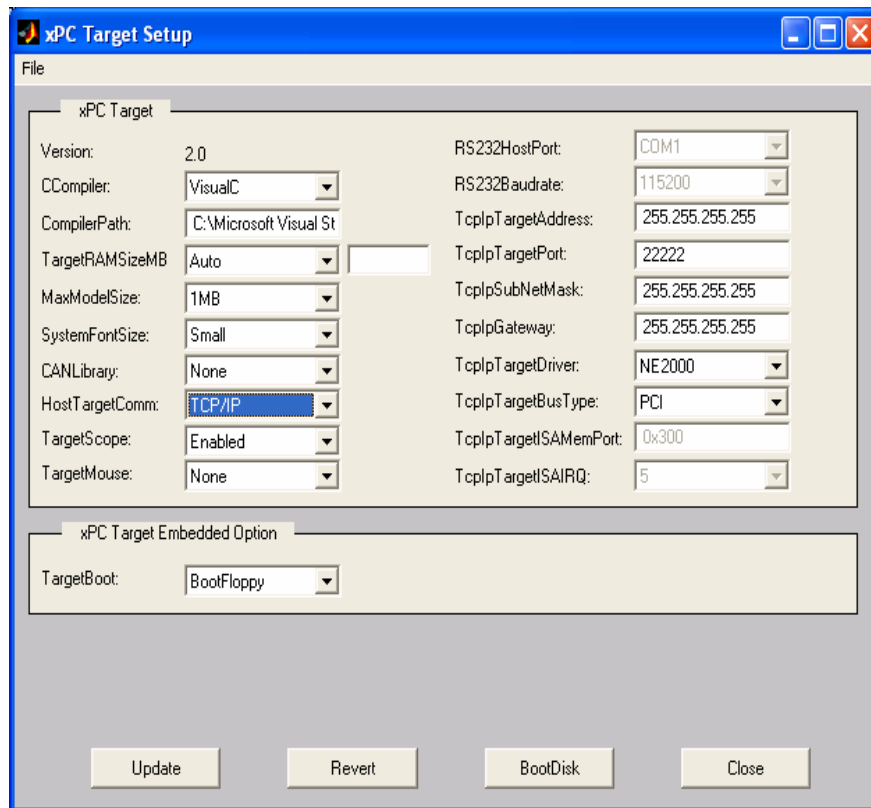 xPC Target Setup
File
xPC Target
Version: 2.0
CCompiler: VisualC
CompilerPath: C:\Microsoft Visual St
TargetRAMSizeMB Auto
MaxModelSize: 1MB
SystemFontSize: Small
CANLibrary: None
HostTargetComm: TCP/IP
TargetScope: Enabled
TargetMouse: None
RS232HostPort: COM1
RS232Baudrate: 115200
TcpIpTargetAddress: 255.255.255.255
TcpIpTargetPort: 22222
TcpIpSubNetMask: 255.255.255.255
TcpIpGateway: 255.255.255.255
TcpIpTargetDriver: NE2000
TcpIpTargetBusType: PCI
TcpIpTargetISAMemPort: 0x300
TcpIpTargetISAIRQ: 5
xPC Target Embedded Option
TargetBoot: BootFloppy
Update Revert BootDisk Close